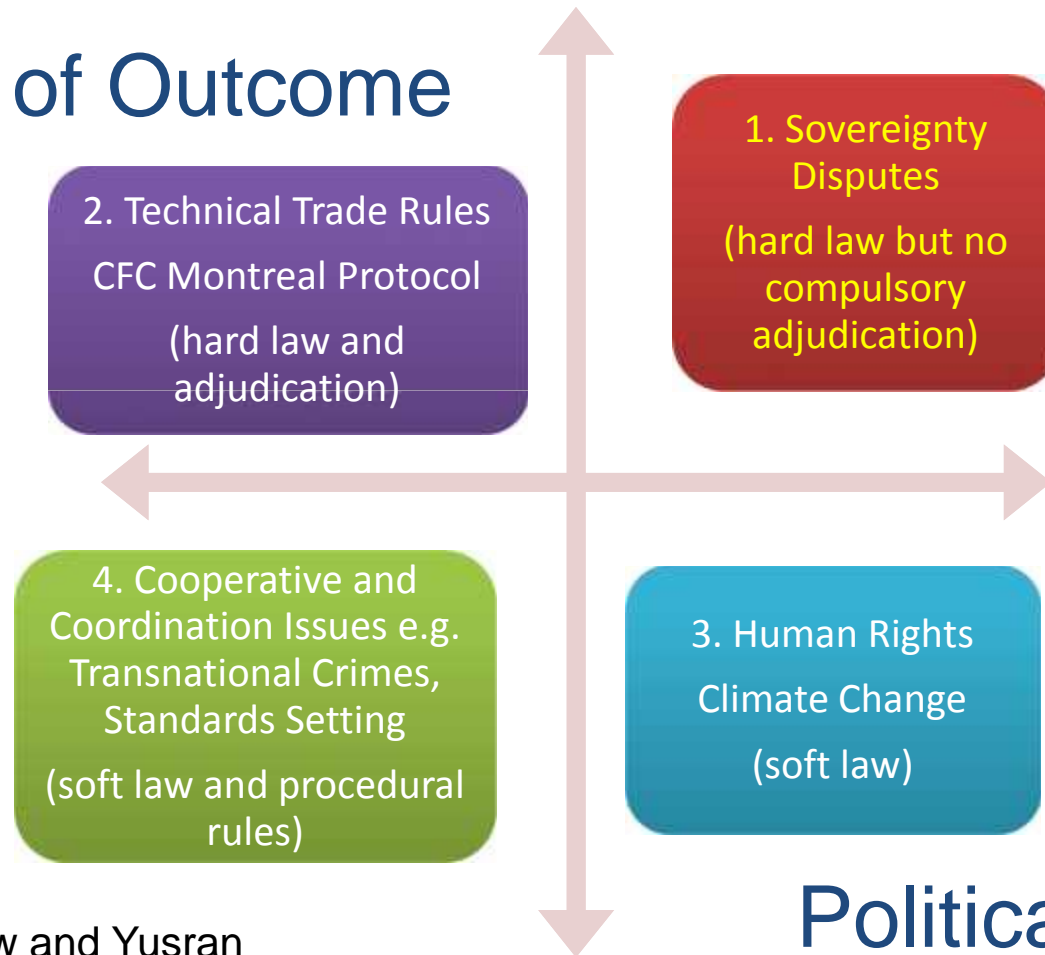 of Outcome
1. Sovereignty
Disputes
(hard law but no
compulsory
adjudication)
2. Technical Trade Rules
CFC Montreal Protocol
(hard law and
adjudication)
4. Cooperative and
Coordination Issues e.g.
Transnational Crimes,
Standards Setting
(soft law and procedural
rules)
3. Human Rights
Climate Change
(soft law)
and Yusran